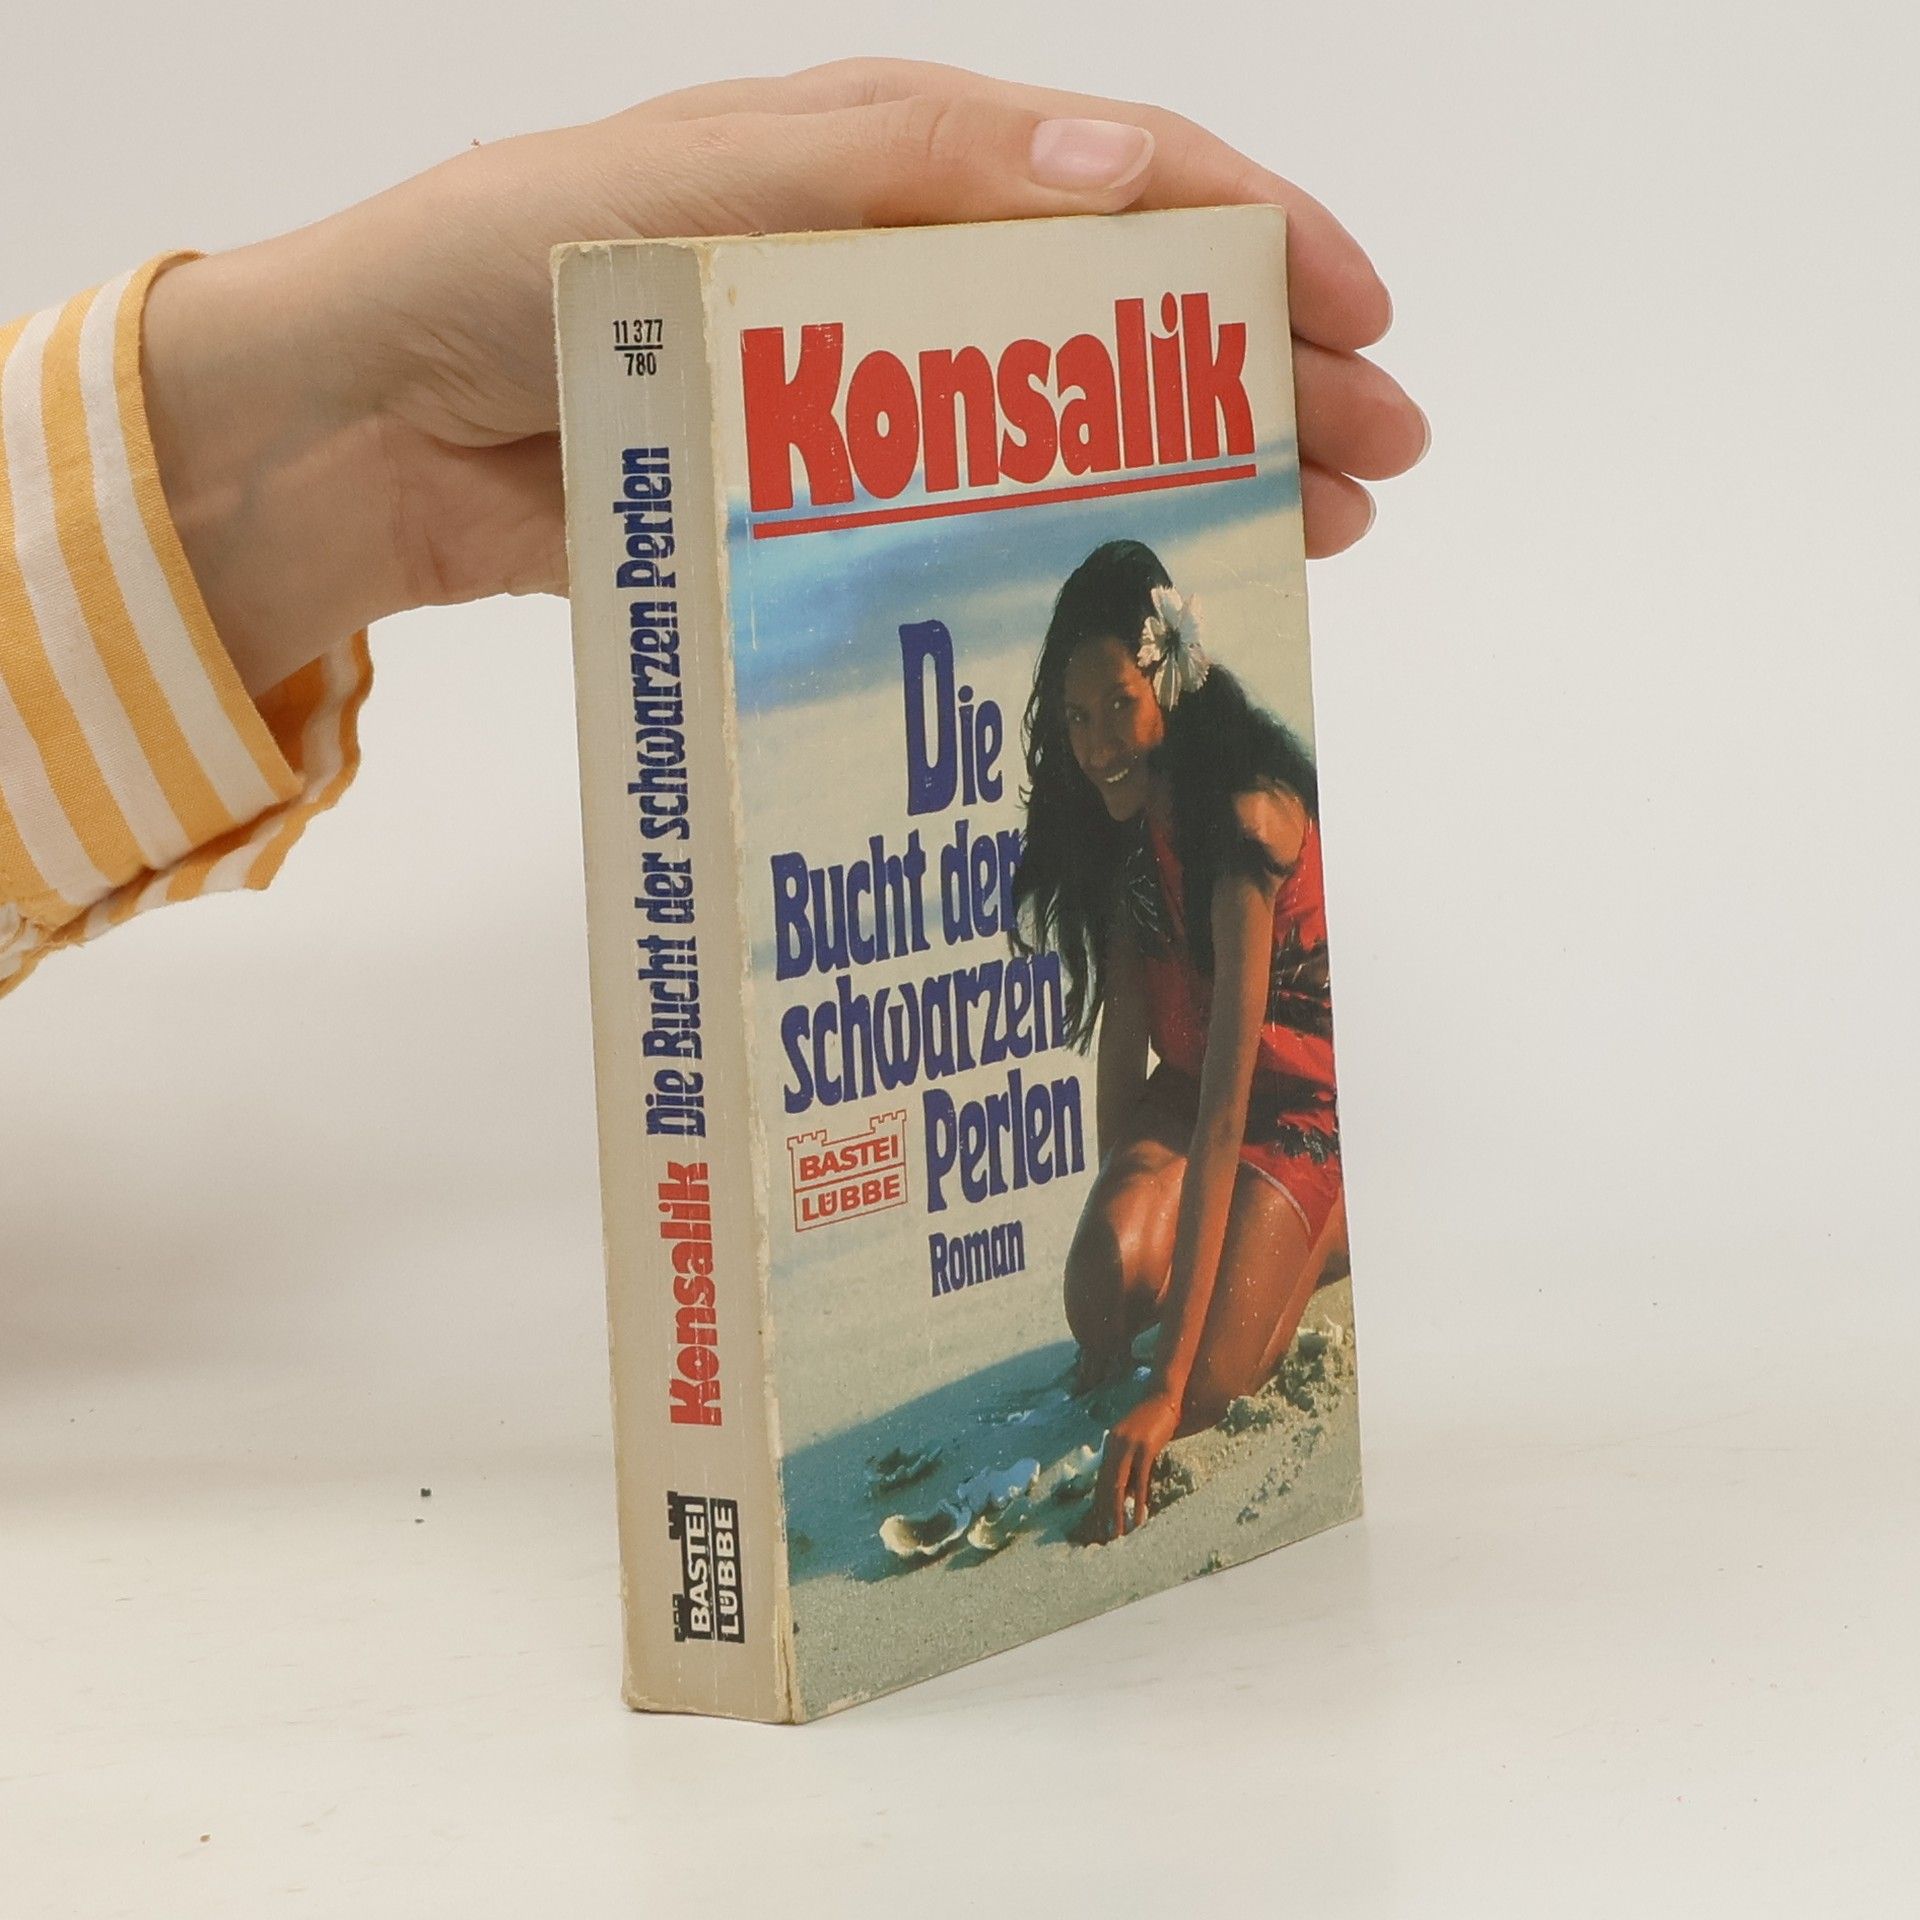 11 377
780
Die Bucht der schwarzen Perlen
Konsalik
BASTEI
LÜBBE
Konsalik
Die
Bucht der
schwarzen
Perlen
BASTEI
LÜBBE
Roman